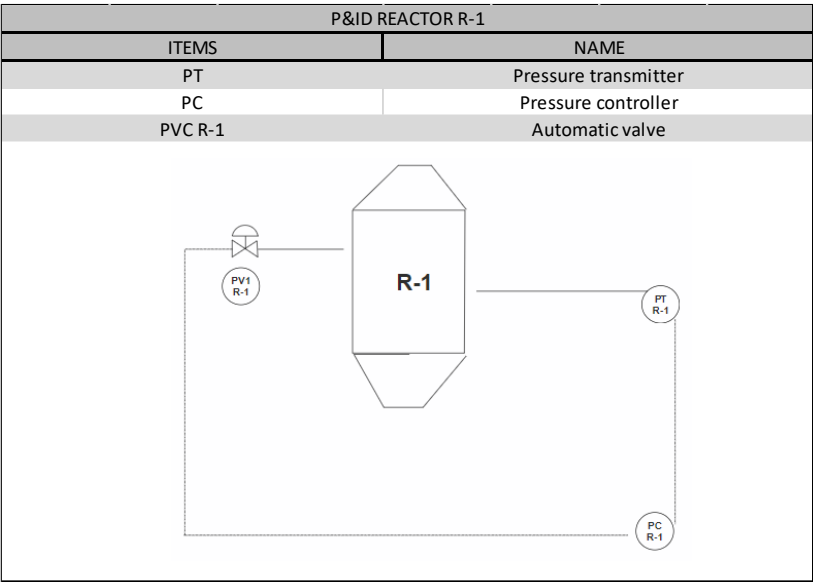 P&ID REACTOR R-1
ITEMS NAME
PT Pressure transmitter
PC Pressure controller
PVC R-1 Automatic valve
PV1
R-1
R-1
PT
R-1
PC
R-1